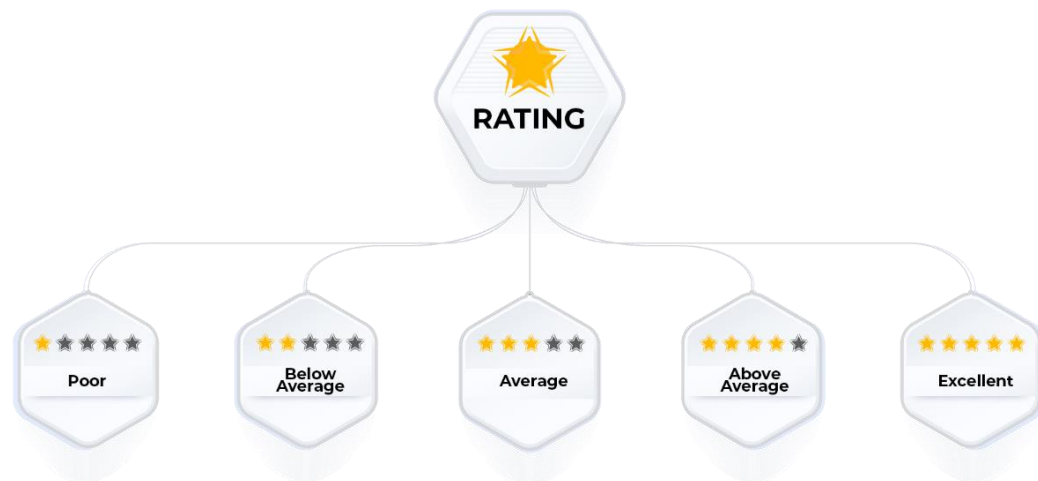 RATING
Poor
Below
Average
Average
Above
Average
Excellent